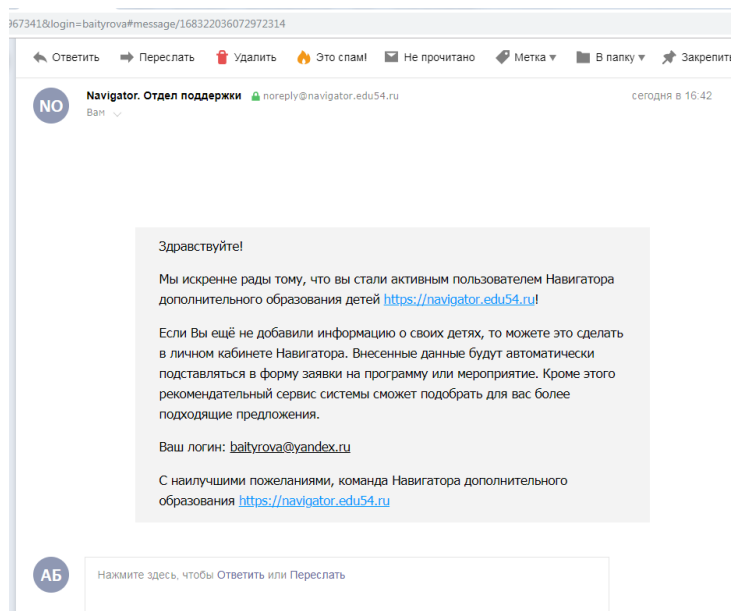 967341&login=baityrova#message/168322036072972314
Ответить Переслать Удалить Это спам! Не прочитано Метка В папку Закрепить
NO
Navigator. Отдел поддержки noreply@navigator.edu54.ru сегодня в 16:42
Вам
Здравствуйте!
Мы искренне рады тому, что вы стали активным пользователем Навигатора
дополнительного образования детей https://navigator.edu54.ru!
Если Вы ещё не добавили информацию о своих детях, то можете это сделать
в личном кабинете Навигатора. Внесенные данные будут автоматически
подставляться в форму заявки на программу или мероприятие. Кроме этого
рекомендательный сервис системы сможет подобрать для вас более
подходящие предложения.
Ваш логин: baityrova@yandex.ru
С наилучшими пожеланиями, команда Навигатора дополнительного
образования https://navigator.edu54.ru
АБ
Нажмите здесь, чтобы Ответить или Переслать